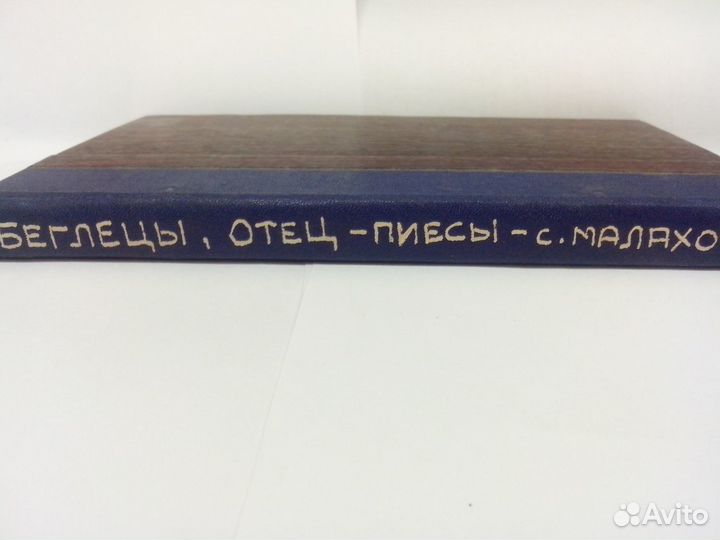 БЕГЛЕЦЫ, ОТЕЦ - ПИЕСЫ - С. МАЛАХО
Avito